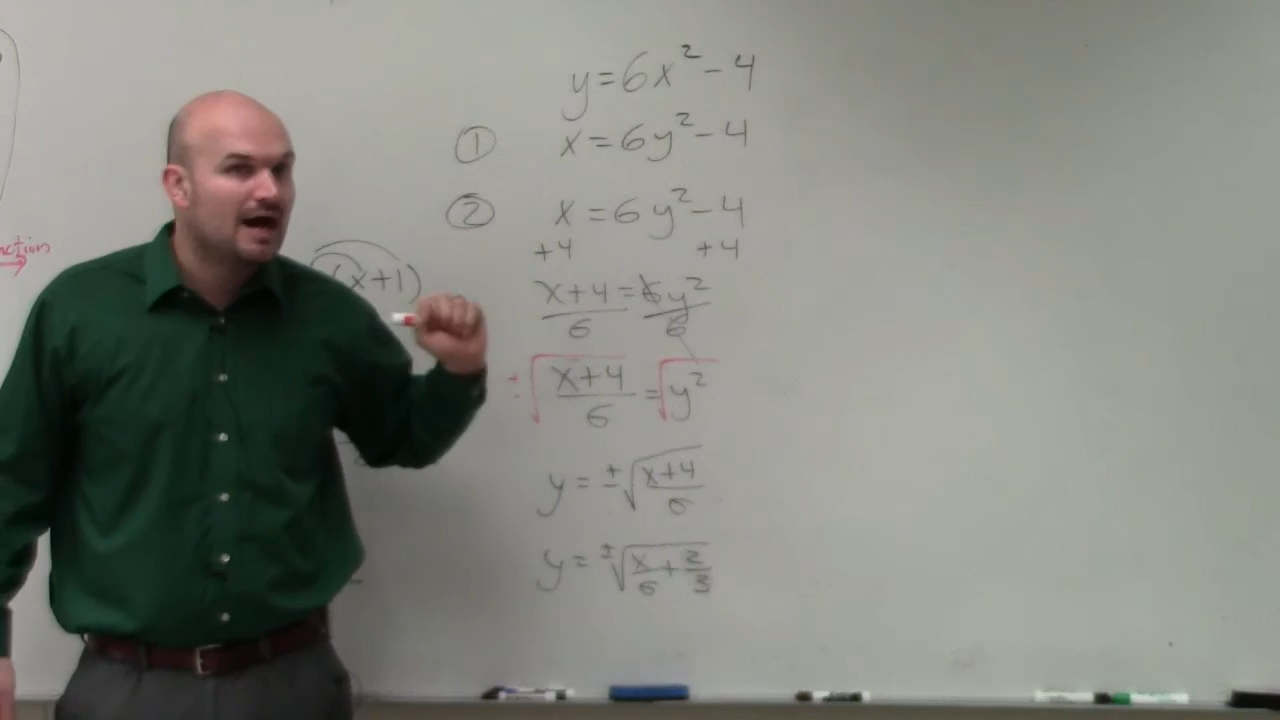 y=6x²-4
① x=6y²-4
② x=6y²-4
+4 +4
nction
(x+1)
x+4/6=6y²/6
±√(x+4/6)=√y²
y=±√(x+4/6)
y=±√(x/6+2/3)